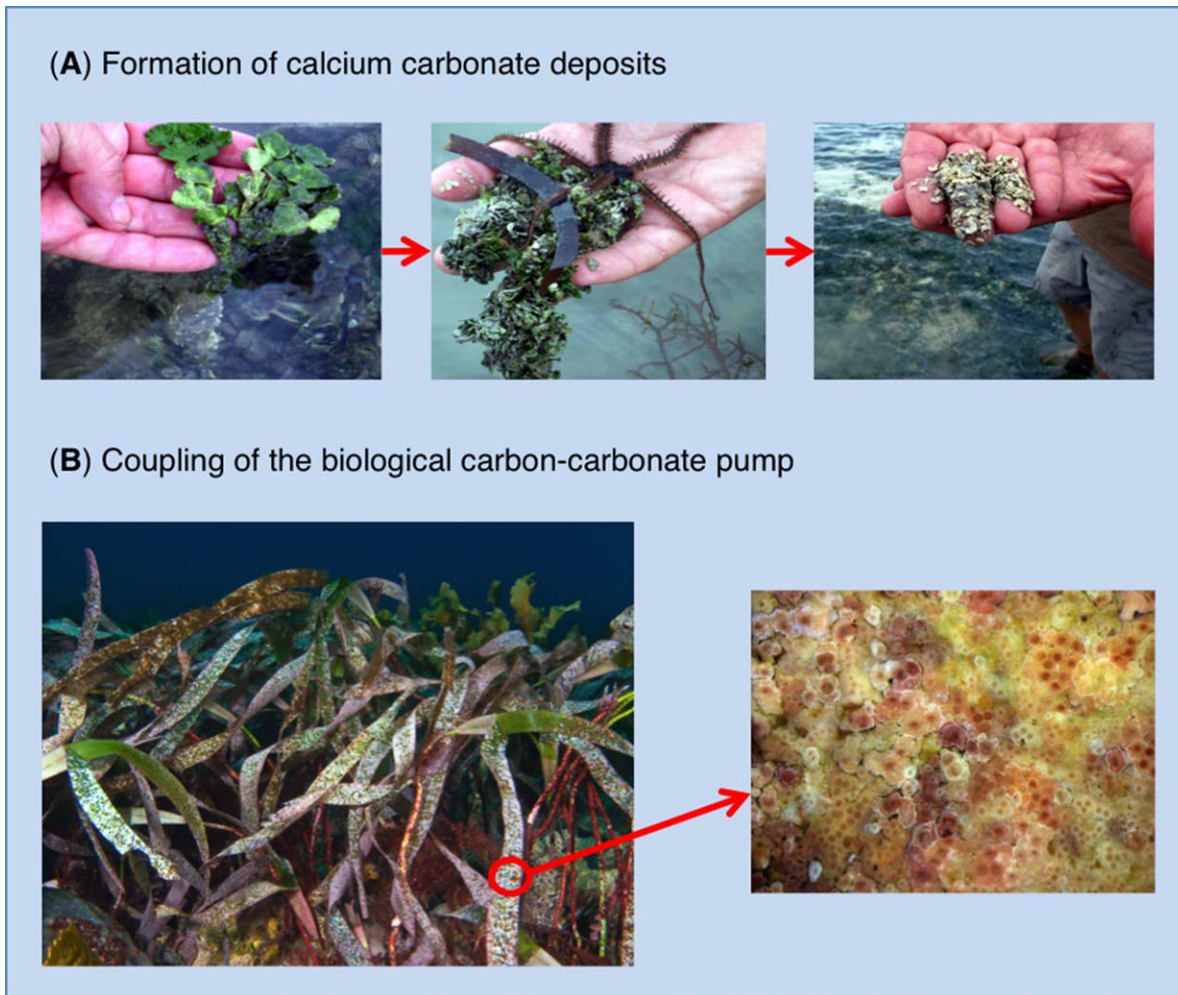 (A) Formation of calcium carbonate deposits
(B) Coupling of the biological carbon-carbonate pump